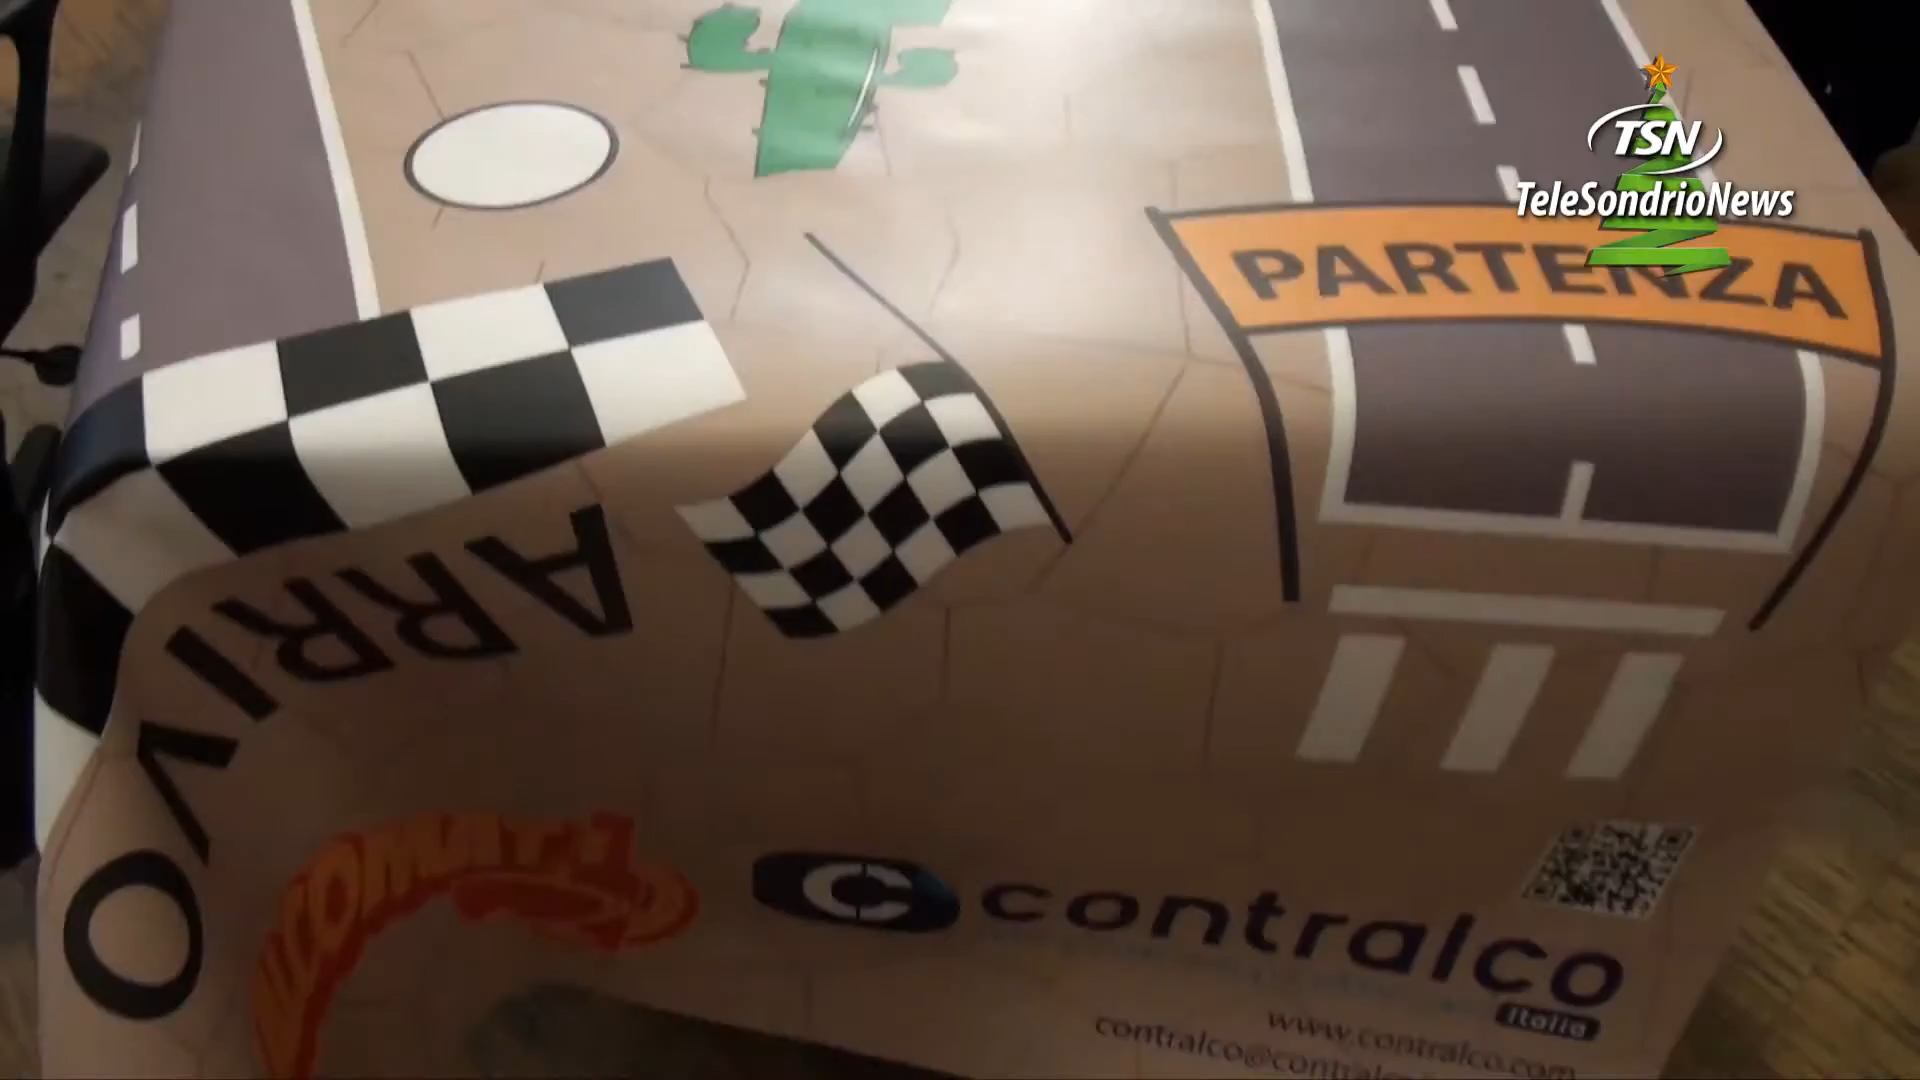 TSN
TeleSondrioNews
PARTENZA
ARRIVO
contralco
Italia
www.contralco.com